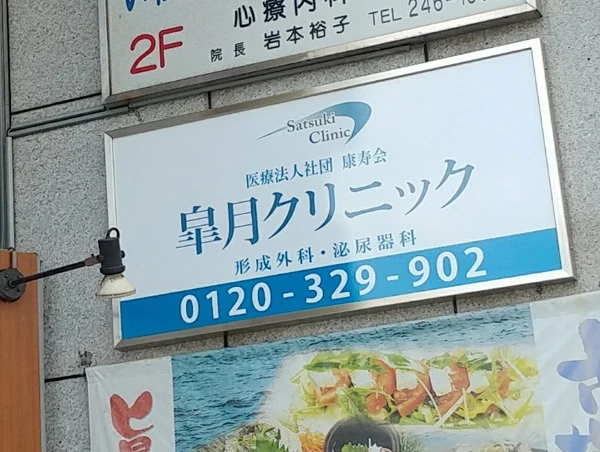 心療内科
2F
院長 岩本裕子 TEL 246-
Satsuki
Clinic
医療法人社団 康寿会
皐月クリニック
形成外科・泌尿器科
0120-329-902